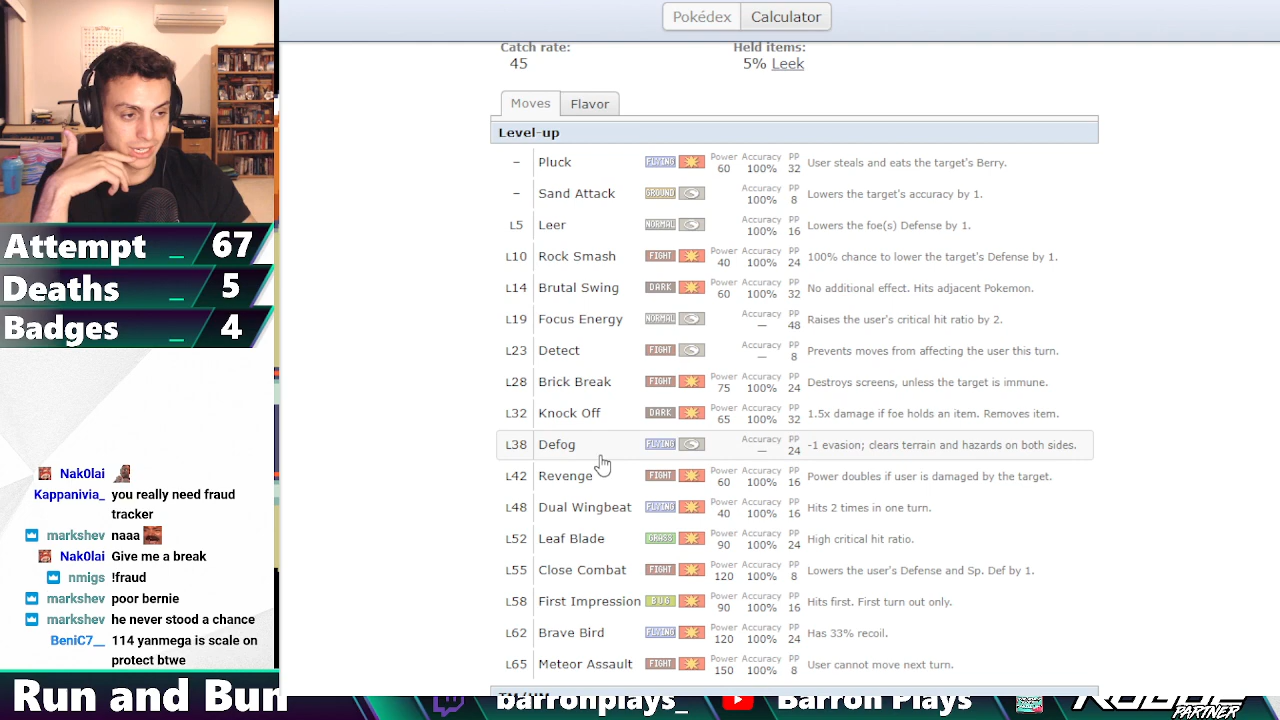 Pokédex Calculator
Catch rate: Held items:
45 5% Leek
Moves Flavor
Level-up
– Pluck FLYING Power 60 Accuracy 100% PP 32 User steals and eats the target's Berry.
– Sand Attack GROUND Accuracy 100% PP 8 Lowers the target's accuracy by 1.
L5 Leer NORMAL Accuracy 100% PP 16 Lowers the foe(s) Defense by 1.
L10 Rock Smash FIGHT Power 40 Accuracy 100% PP 24 100% chance to lower the target's Defense by 1.
L14 Brutal Swing DARK Power 60 Accuracy 100% PP 32 No additional effect. Hits adjacent Pokemon.
L19 Focus Energy NORMAL Accuracy — PP 48 Raises the user's critical hit ratio by 2.
L23 Detect FIGHT Accuracy — PP 8 Prevents moves from affecting the user this turn.
L28 Brick Break FIGHT Power 75 Accuracy 100% PP 24 Destroys screens, unless the target is immune.
L32 Knock Off DARK Power 65 Accuracy 100% PP 32 1.5x damage if foe holds an item. Removes item.
L38 Defog FLYING Accuracy — PP 24 -1 evasion; clears terrain and hazards on both sides.
L42 Revenge FIGHT Power 60 Accuracy 100% PP 16 Power doubles if user is damaged by the target.
L48 Dual Wingbeat FLYING Power 40 Accuracy 100% PP 16 Hits 2 times in one turn.
L52 Leaf Blade GRASS Power 90 Accuracy 100% PP 24 High critical hit ratio.
L55 Close Combat FIGHT Power 120 Accuracy 100% PP 8 Lowers the user's Defense and Sp. Def by 1.
L58 First Impression BUG Power 90 Accuracy 100% PP 16 Hits first. First turn out only.
L62 Brave Bird FLYING Power 120 Accuracy 100% PP 24 Has 33% recoil.
L65 Meteor Assault FIGHT Power 150 Accuracy 100% PP 8 User cannot move next turn.
Attempt _ 67
Deaths _ 5
Badges _ 4
Nak0lai
Kappanivia_ you really need fraud
tracker
markshev naaa
Nak0lai Give me a break
nmigs !fraud
markshev poor bernie
markshev he never stood a chance
BeniC7__ 114 yanmega is scale on
protect btwe
Run and Bun
barronplays_ Barron Plays
PARTNER